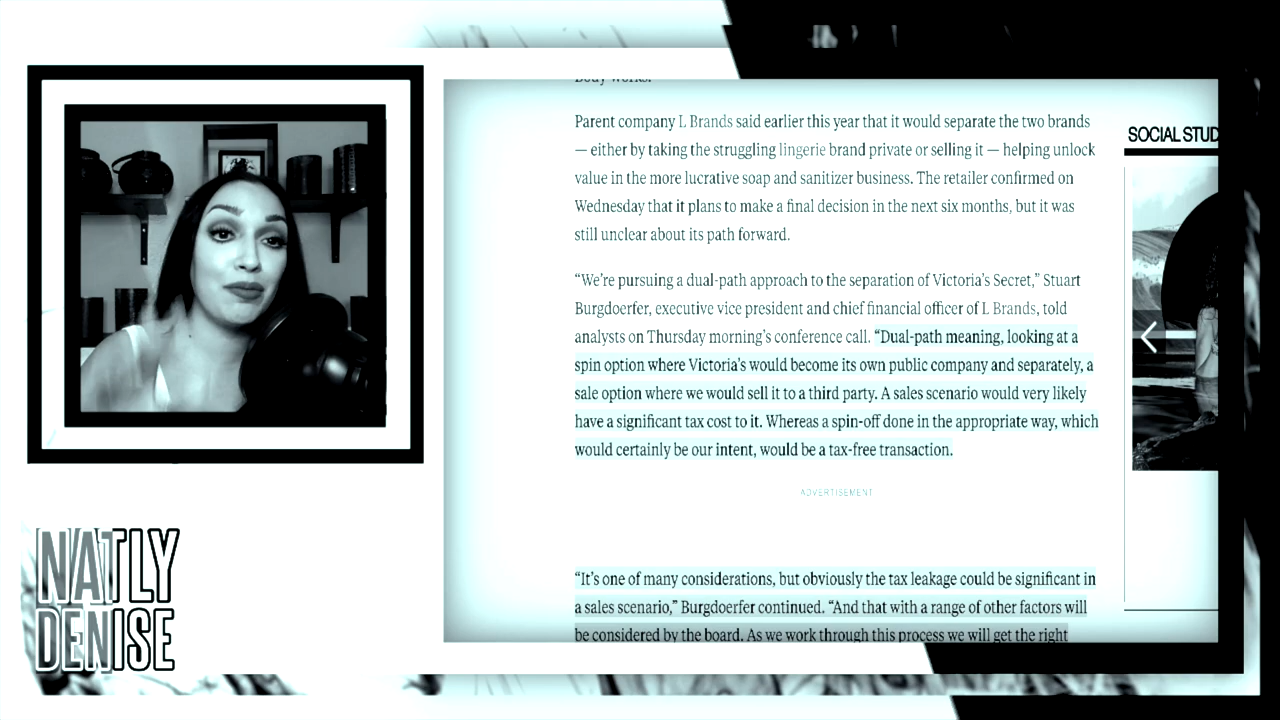 Body Works.
Parent company L Brands said earlier this year that it would separate the two brands
— either by taking the struggling lingerie brand private or selling it — helping unlock
value in the more lucrative soap and sanitizer business. The retailer confirmed on
Wednesday that it plans to make a final decision in the next six months, but it was
still unclear about its path forward.
“We’re pursuing a dual-path approach to the separation of Victoria’s Secret,” Stuart
Burgdoerfer, executive vice president and chief financial officer of L Brands, told
analysts on Thursday morning’s conference call. “Dual-path meaning, looking at a
spin option where Victoria’s would become its own public company and separately, a
sale option where we would sell it to a third party. A sales scenario would very likely
have a significant tax cost to it. Whereas a spin-off done in the appropriate way, which
would certainly be our intent, would be a tax-free transaction.
ADVERTISEMENT
“It’s one of many considerations, but obviously the tax leakage could be significant in
a sales scenario,” Burgdoerfer continued. “And that with a range of other factors will
be considered by the board. As we work through this process we will get the right
SOCIAL STUD
NATLY
DENISE